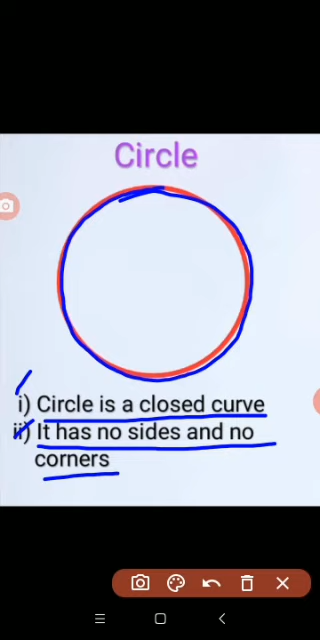 Circle
i) Circle is a closed curve
ii) It has no sides and no
corners